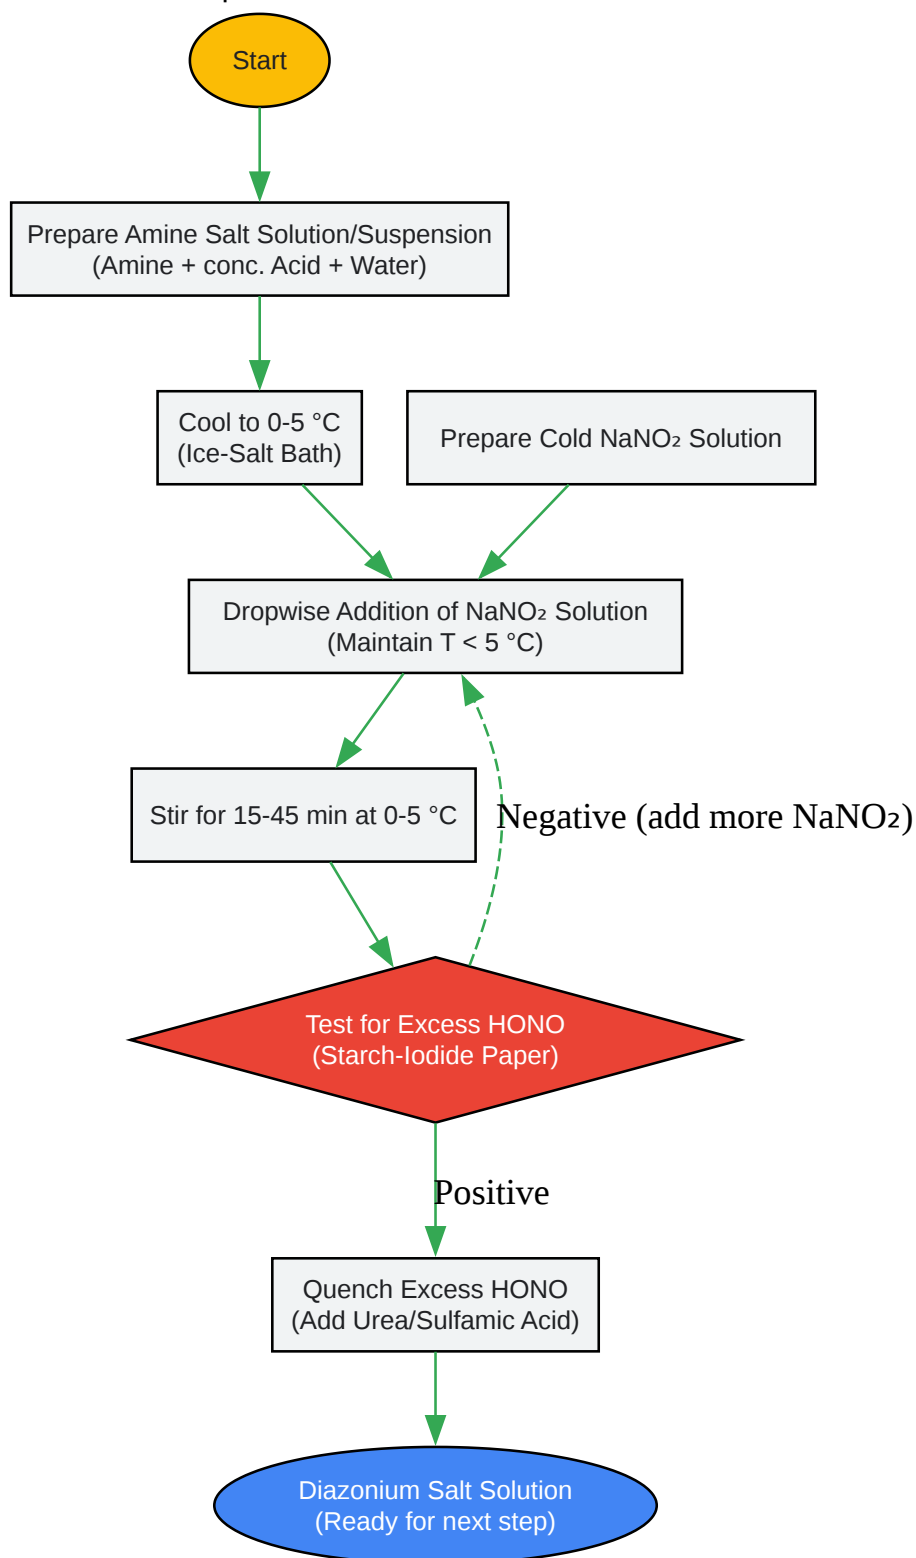 Start
Prepare Amine Salt Solution/Suspension
(Amine + conc. Acid + Water)
Cool to 0-5 °C
(Ice-Salt Bath)
Prepare Cold NaNO₂ Solution
Dropwise Addition of NaNO₂ Solution
(Maintain T < 5 °C)
Stir for 15-45 min at 0-5 °C
Negative (add more NaNO₂)
Test for Excess HONO
(Starch-Iodide Paper)
Positive
Quench Excess HONO
(Add Urea/Sulfamic Acid)
Diazonium Salt Solution
(Ready for next step)